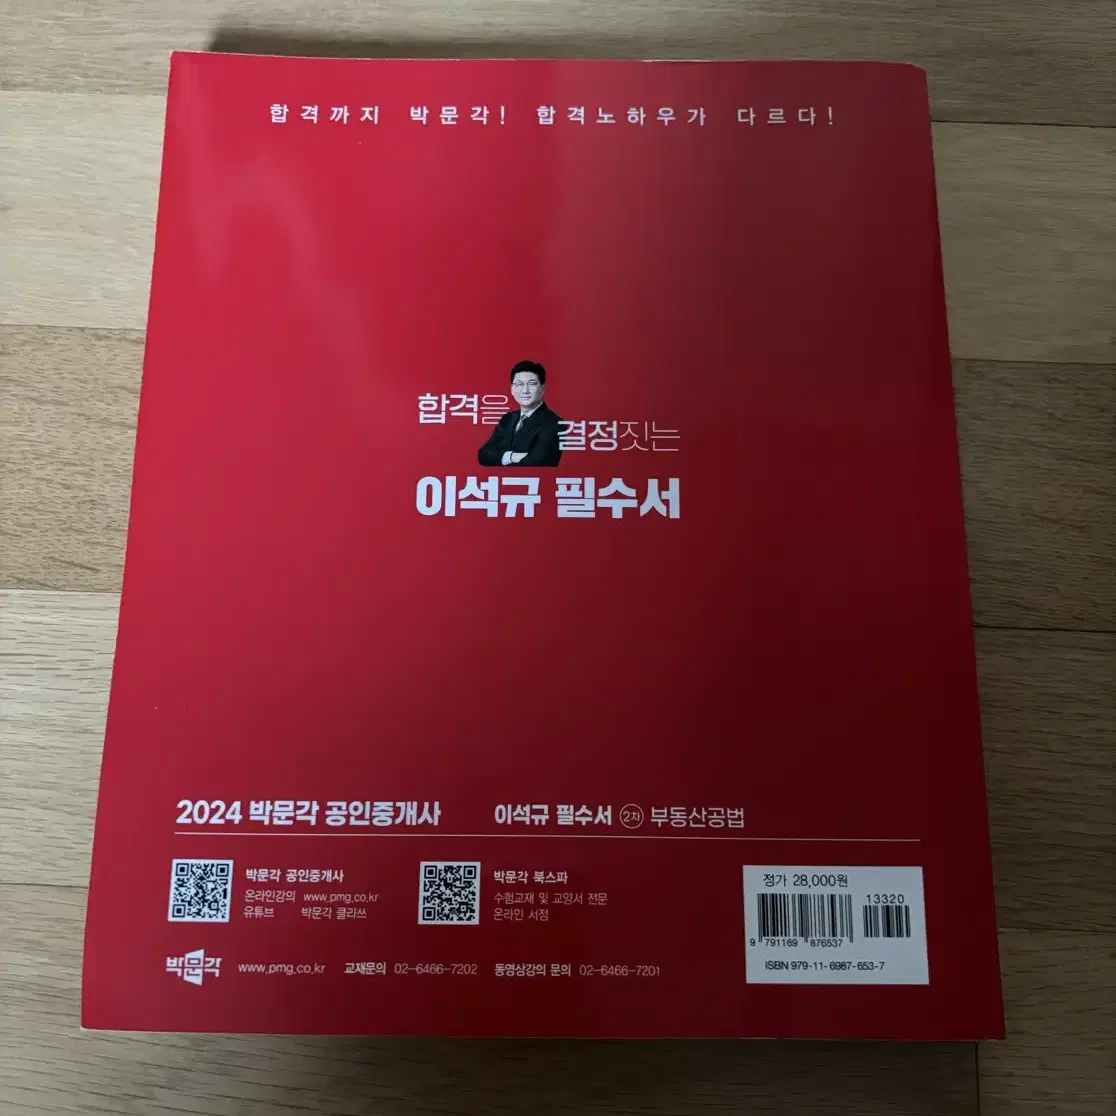 합격까지 박문각! 합격노하우가 다르다!
합격을
결정짓는
이석규 필수서
2024 박문각 공인중개사
이석규 필수서 2차 부동산공법
박문각 공인중개사
온라인강의 www.pmg.co.kr
유튜브 박문각 클라쓰
박문각 북스파
수험교재 및 교양서 전문
온라인 서점
정가 28,000원
13320
9 791169 876537
ISBN 979-11-6987-653-7
박문각 www.pmg.co.kr 교재문의 02-6466-7202 동영상강의 문의 02-6466-7201